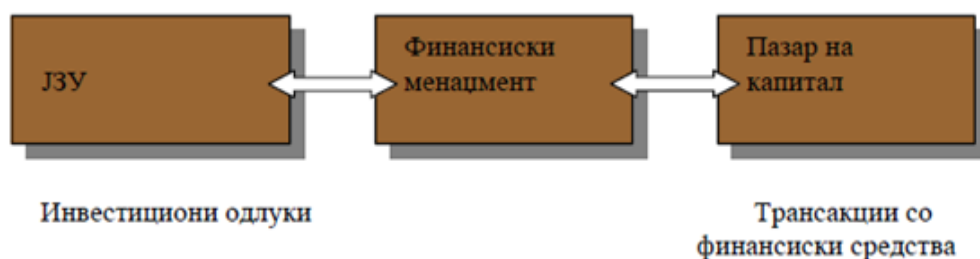 ЈЗУ
Финансиски
менаџмент
Пазар на
капитал
Инвестициони одлуки
Трансакции со
финансиски средства